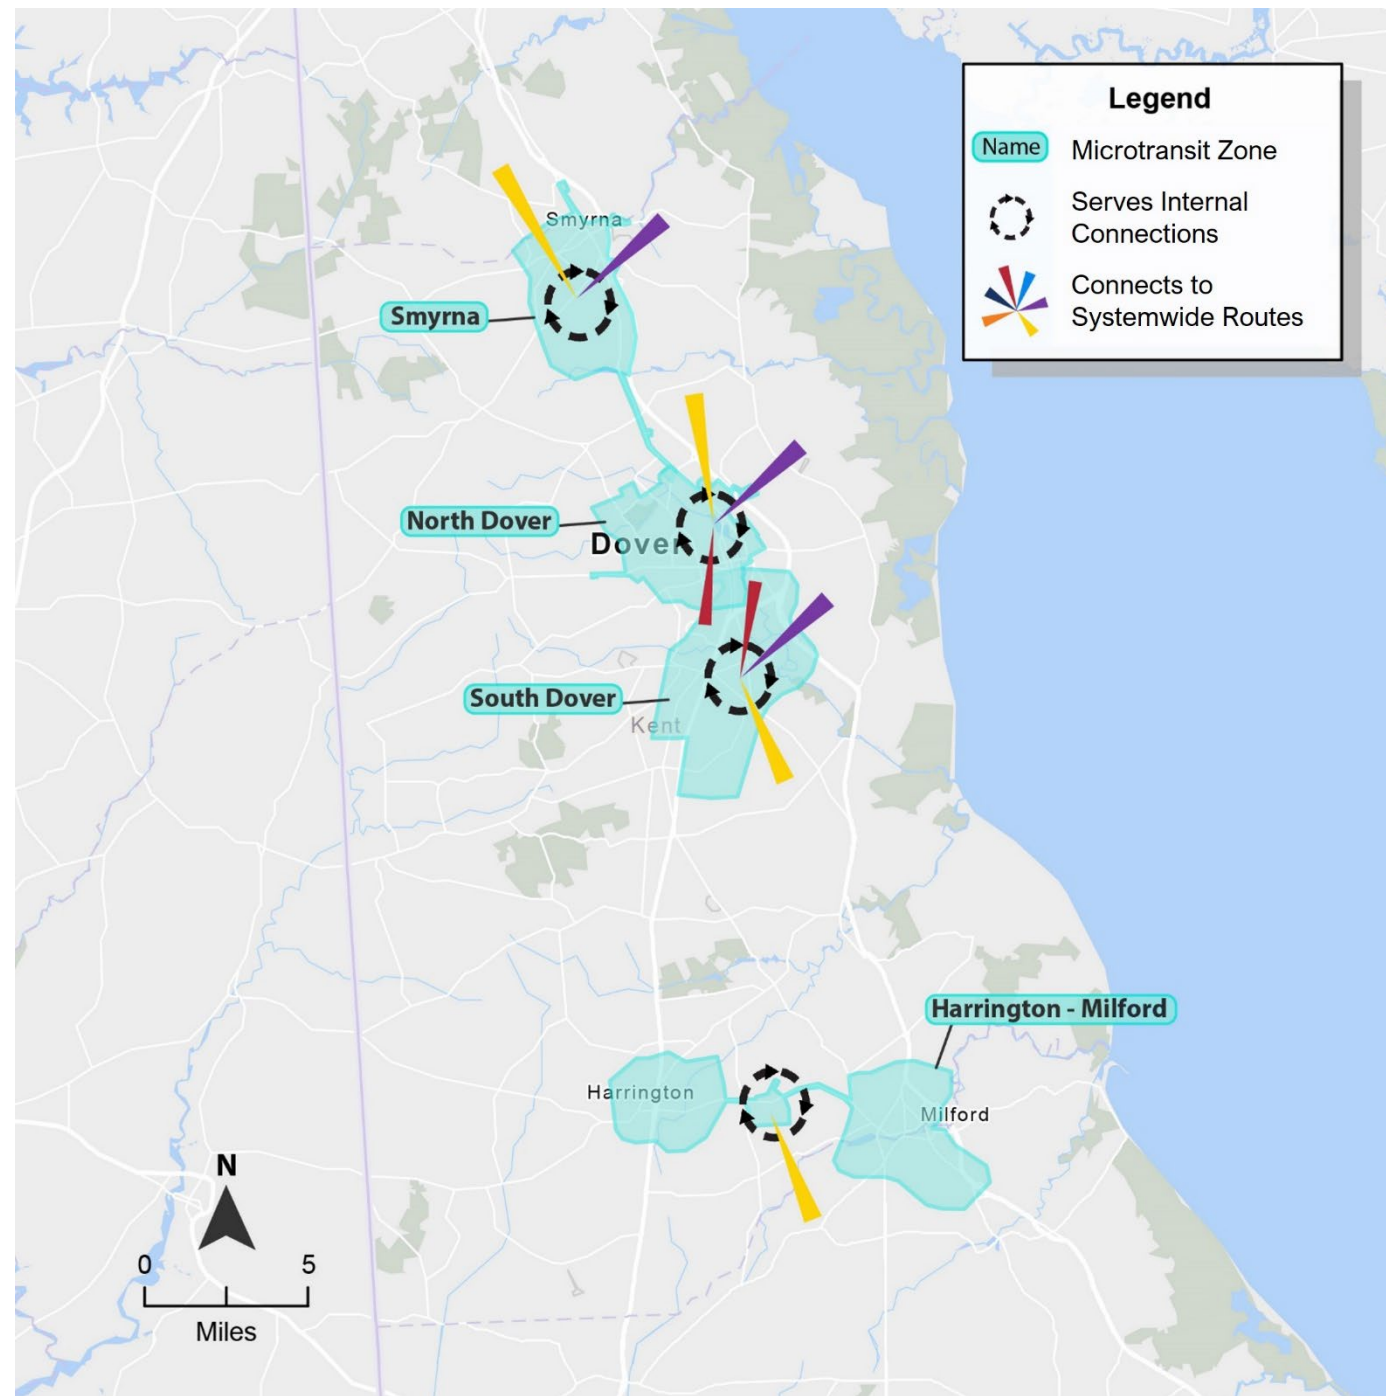 Legend
Name Microtransit Zone
Serves Internal
Connections
Connects to
Systemwide Routes
Smyrna
Smyrna
North Dover
Dover
South Dover
Kent
Harrington - Milford
Harrington
Milford
N
0 5
Miles